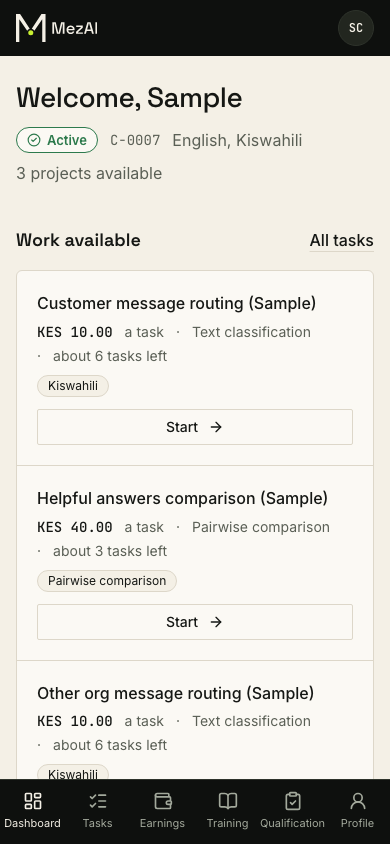 MezAI
SC
Welcome, Sample
Active C-0007 English, Kiswahili
3 projects available
Work available All tasks
Customer message routing (Sample)
KES 10.00 a task · Text classification
· about 6 tasks left
Kiswahili
Start →
Helpful answers comparison (Sample)
KES 40.00 a task · Pairwise comparison
· about 3 tasks left
Pairwise comparison
Start →
Other org message routing (Sample)
KES 10.00 a task · Text classification
· about 6 tasks left
Kiswahili
Dashboard Tasks Earnings Training Qualification Profile